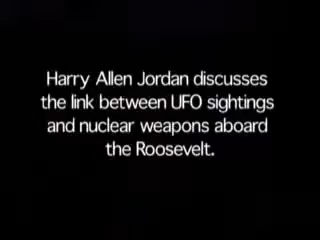 Harry Allen Jordan discusses
the link between UFO sightings
and nuclear weapons aboard
the Roosevelt.